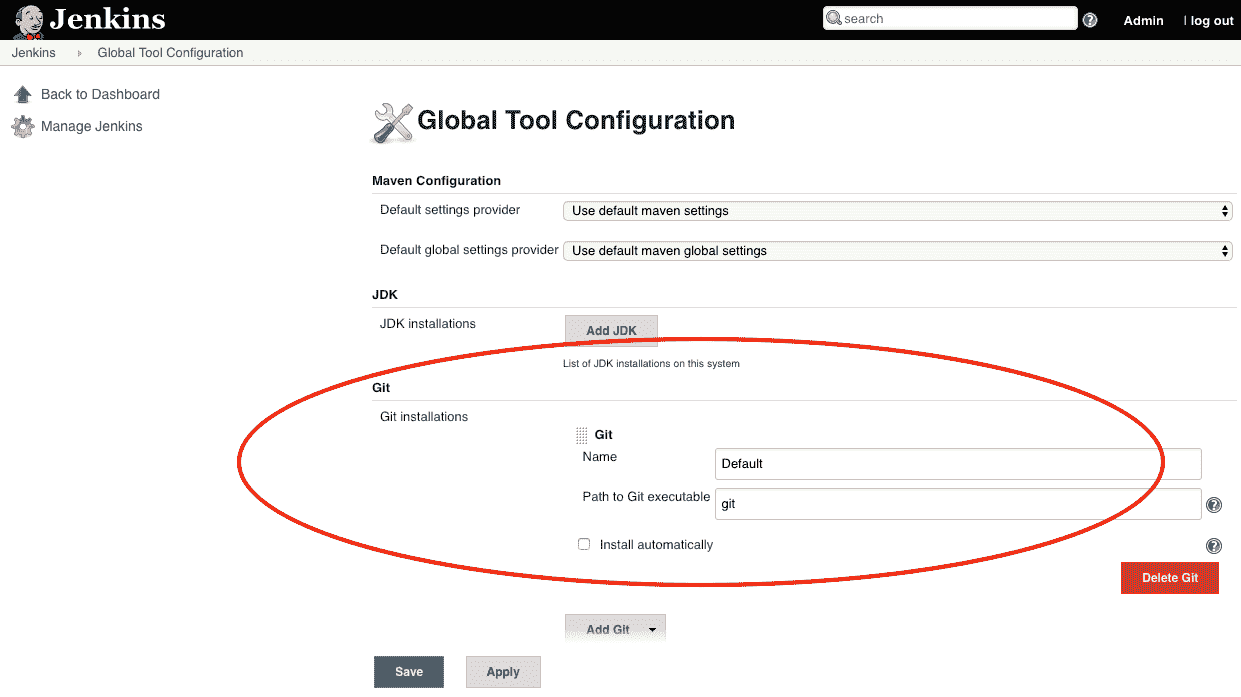 Jenkins
search
Admin
| log out
Jenkins
Global Tool Configuration
Back to Dashboard
Manage Jenkins
Global Tool Configuration
Maven Configuration
Default settings provider
Use default maven settings
Default global settings provider
Use default maven global settings
JDK
JDK installations
Add JDK
List of JDK installations on this system
Git
Git installations
Git
Name
Default
Path to Git executable
git
Install automatically
Delete Git
Add Git
Save
Apply